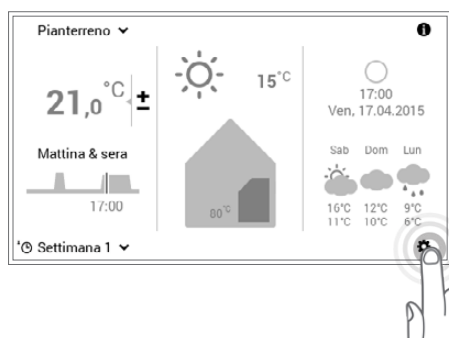 Pianterreno
21,0 °C ±
Mattina & sera
17:00
Settimana 1
15°C
80°C
17:00
Ven, 17.04.2015
Sab Dom Lun
16°C 12°C 9°C
11°C 10°C 6°C